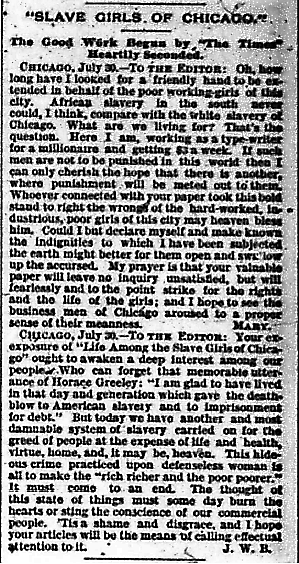 "SLAVE GIRLS OF CHICAGO."
The Good Work Begun by "The Times"
Heartily Seconded.
CHICAGO, July 30.—TO THE EDITOR: Oh, how
long have I looked for a friendly hand to be ex-
tended in behalf of the poor working-girls of this
city. African slavery in the south never
could, I think, compare with the white slavery of
Chicago. What are we living for? That's the
question. Here I am, working as a type-writer
for a millionaire and getting $3 a week. If such
men are not to be punished in this world then I
can only cherish the hope that there is another,
where punishment will be meted out to them.
Whoever connected with your paper took this bold
stand to right the wrongs of the hard-worked, in-
dustrious, poor girls of this city may heaven bless
him. Could I but declare myself and make known
the indignities to which I have been subjected
the earth might better for them open and swallow
up the accursed. My prayer is that your valuable
paper will leave no inquiry unsatisfied, but will
fearlessly and to the point strike for the rights
and the life of the girls; and I hope to see the
business men of Chicago aroused to a proper
sense of their meanness. MARY.
CHICAGO, July 30.—TO THE EDITOR: Your ex-
exposure of "Life Among the Slave Girls of Chica-
go" ought to awaken a deep interest among our
people. Who can forget that memorable utter-
ance of Horace Greeley: "I am glad to have lived
in that day and generation which gave the death-
blow to American slavery and to imprisonment
for debt." But today we have another and most
damnable system of slavery carried on for the
greed of people at the expense of life and health,
virtue, home, and, it may be, heaven. This hide-
ous crime practiced upon defenseless woman is
all to make the "rich richer and the poor poorer."
It must come to an end. The thought of
this state of things must some day burn the
hearts or sting the conscience of our commercial
people. 'Tis a shame and disgrace, and I hope
your articles will be the means of calling effectual
attention to it. J. W. B.